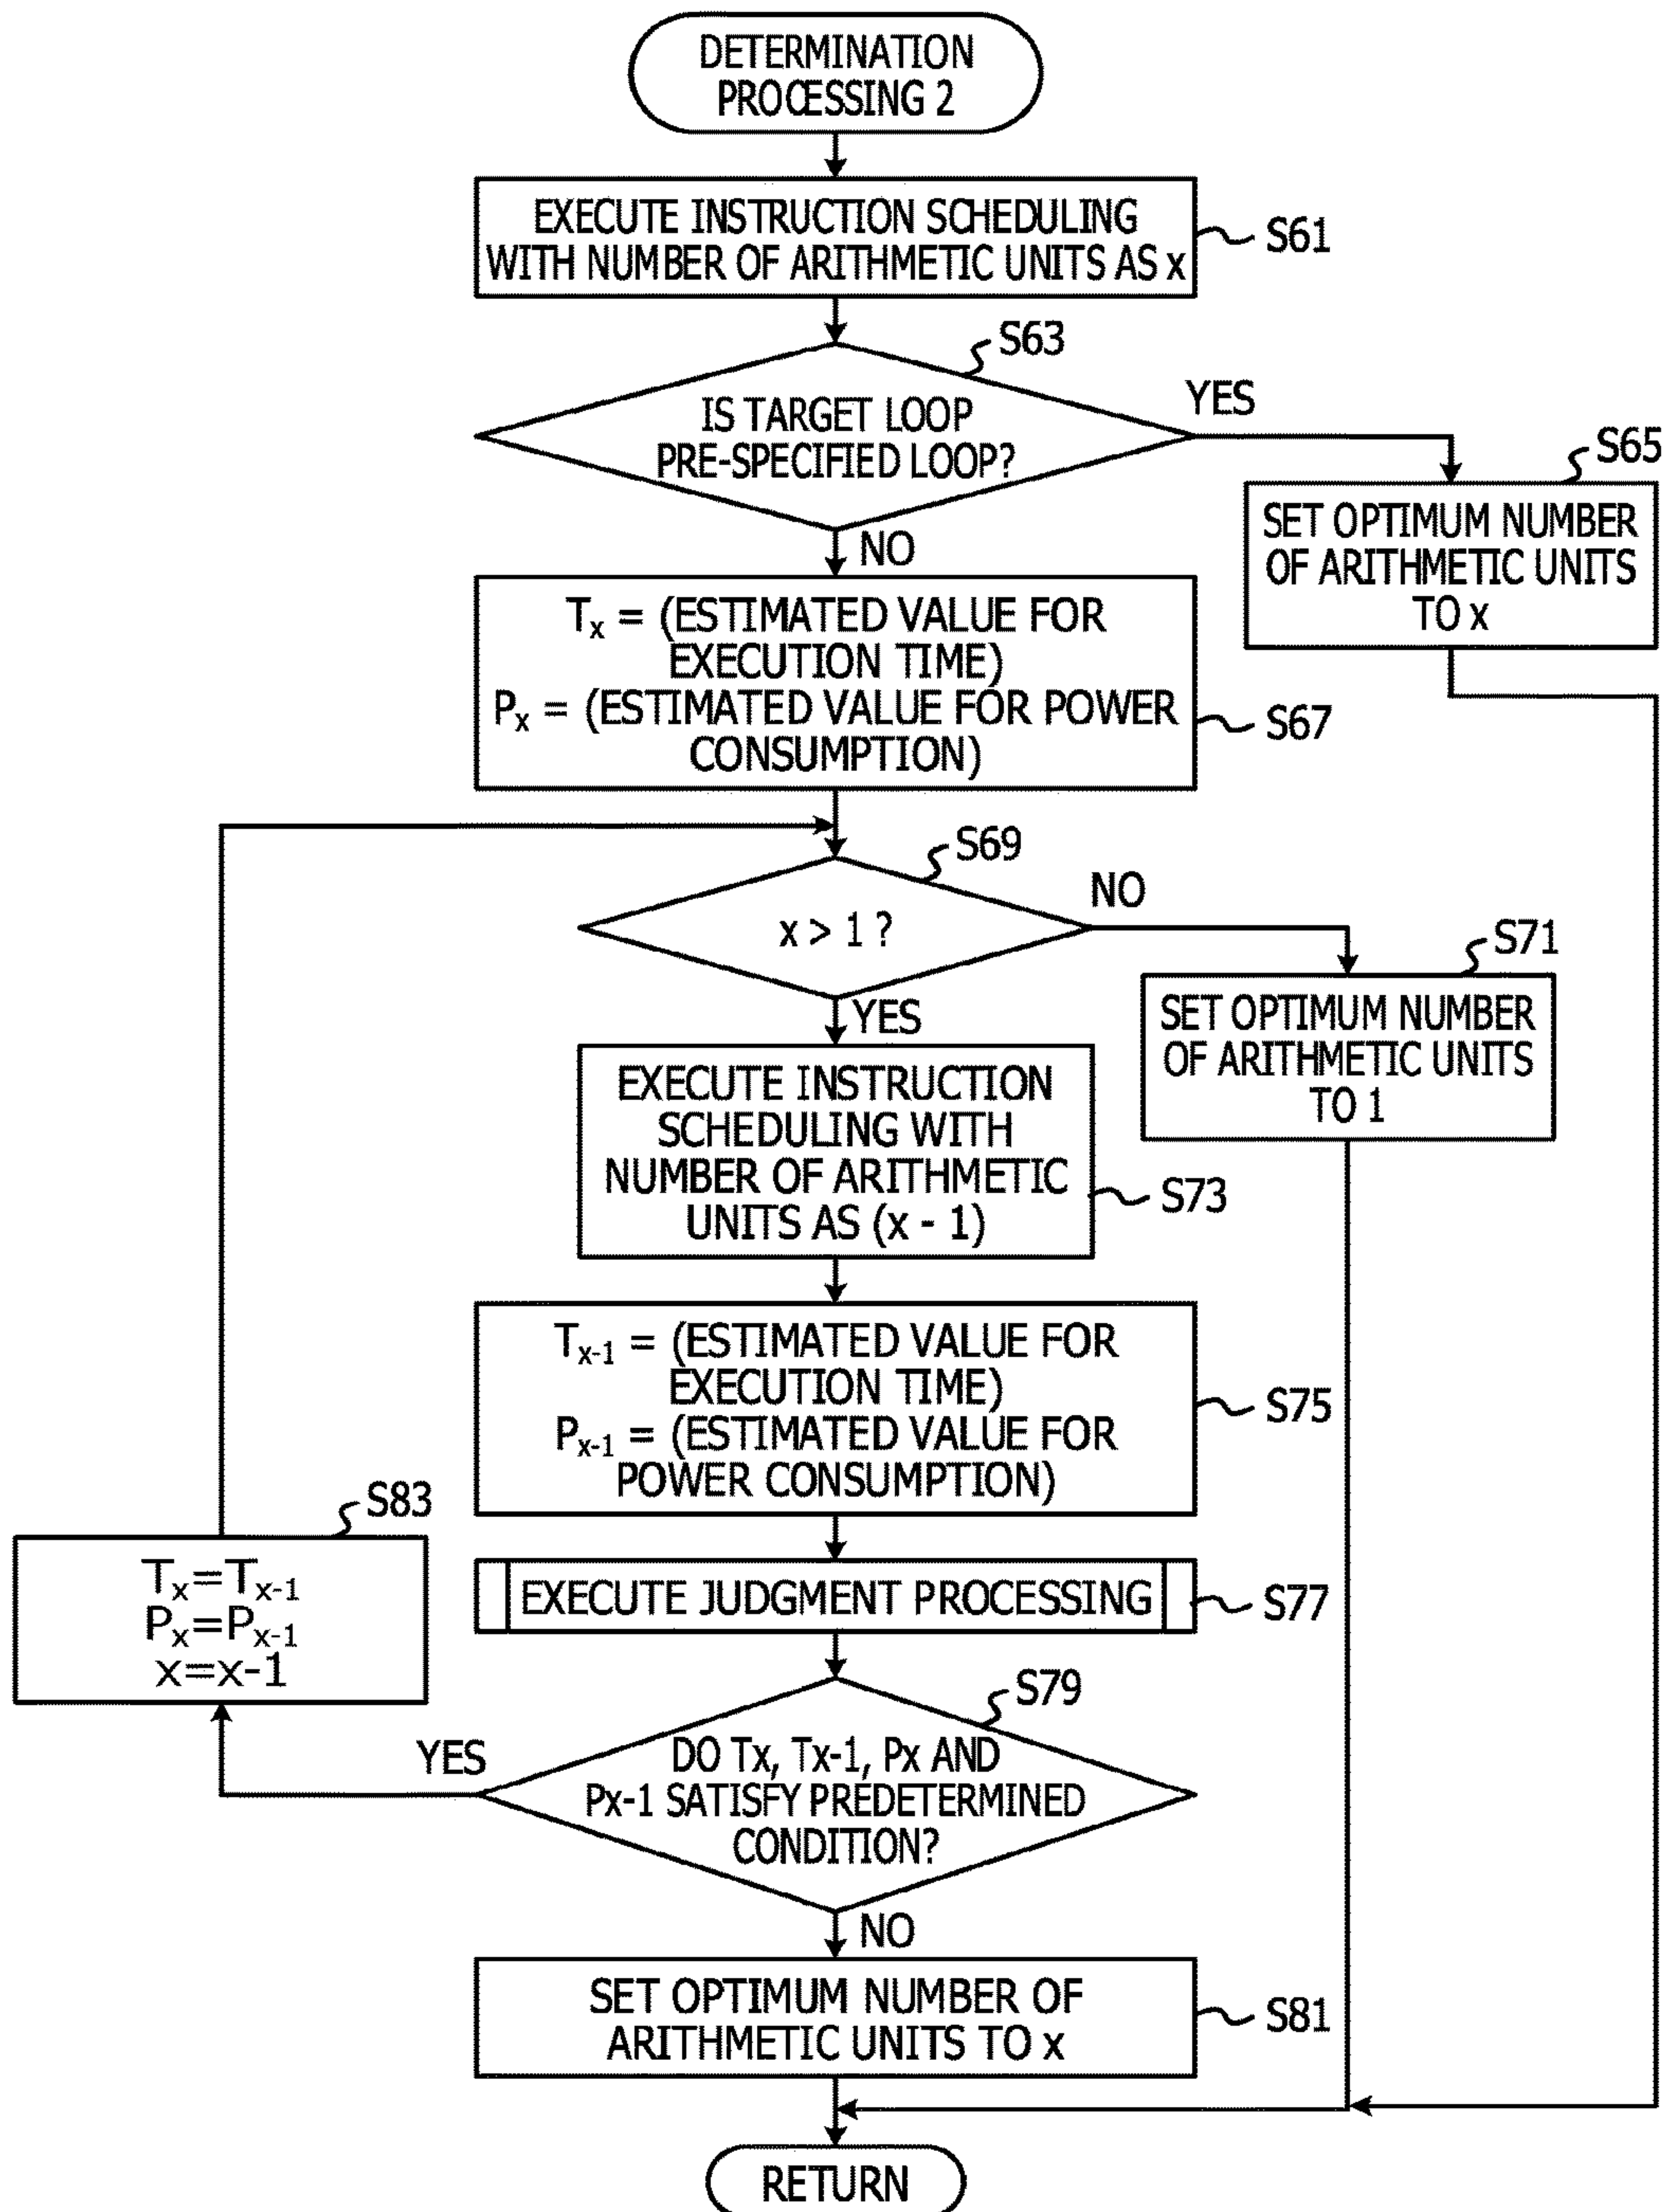 DETERMINATION
PROCESSING 2
EXECUTE INSTRUCTION SCHEDULING
WITH NUMBER OF ARITHMETIC UNITS AS x
S61
S63
IS TARGET LOOP
PRE-SPECIFIED LOOP?
YES
NO
S65
SET OPTIMUM NUMBER
OF ARITHMETIC UNITS
TO x
Tx = (ESTIMATED VALUE FOR
EXECUTION TIME)
Px = (ESTIMATED VALUE FOR POWER
CONSUMPTION)
S67
S69
x > 1 ?
NO
YES
S71
SET OPTIMUM NUMBER
OF ARITHMETIC UNITS
TO 1
EXECUTE INSTRUCTION
SCHEDULING WITH
NUMBER OF ARITHMETIC
UNITS AS (x - 1)
S73
Tx-1 = (ESTIMATED VALUE FOR
EXECUTION TIME)
Px-1 = (ESTIMATED VALUE FOR
POWER CONSUMPTION)
S75
EXECUTE JUDGMENT PROCESSING
S77
S79
DO Tx, Tx-1, Px AND
Px-1 SATISFY PREDETERMINED
CONDITION?
YES
NO
S83
Tx=Tx-1
Px=Px-1
x=x-1
SET OPTIMUM NUMBER OF
ARITHMETIC UNITS TO x
S81
RETURN